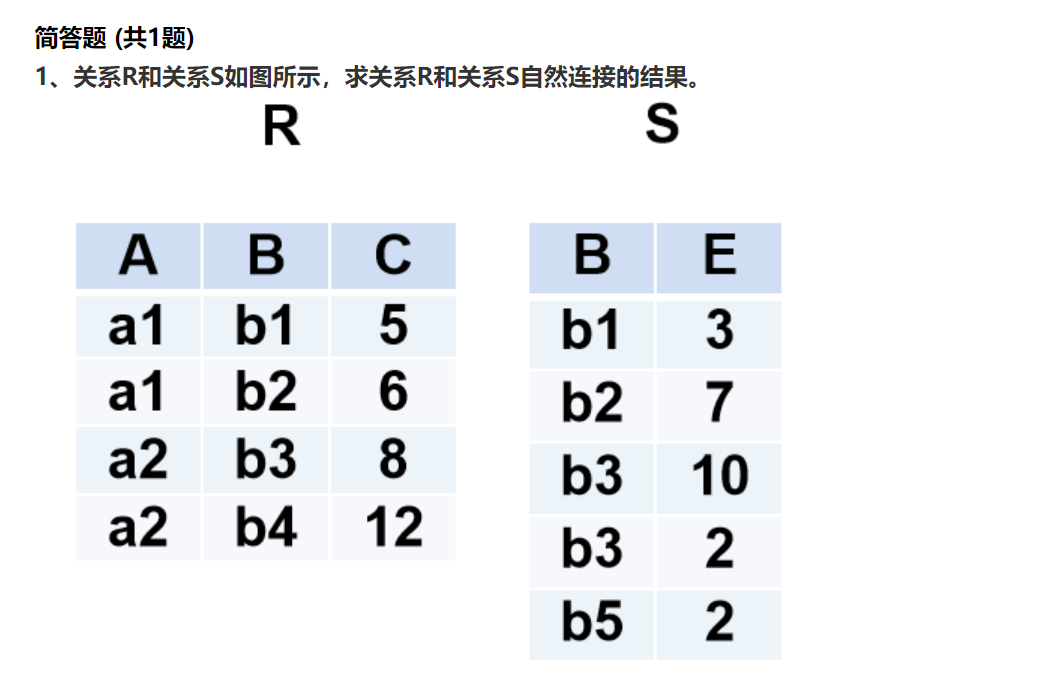 简答题 (共1题)
1、关系R和关系S如图所示，求关系R和关系S自然连接的结果。
R
A B C
a1 b1 5
a1 b2 6
a2 b3 8
a2 b4 12
S
B E
b1 3
b2 7
b3 10
b3 2
b5 2